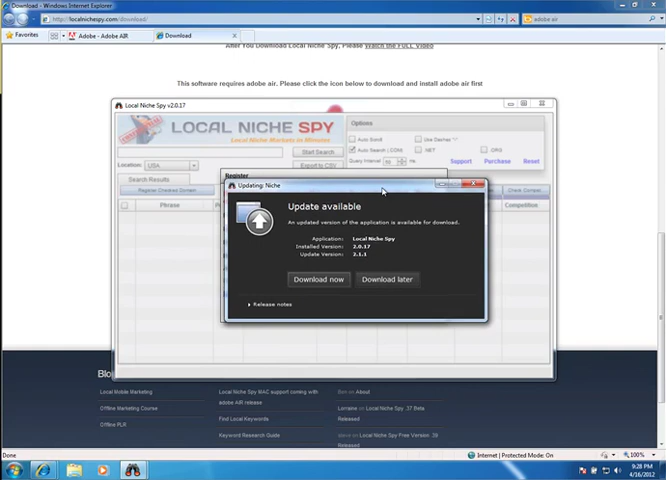 Download - Windows Internet Explorer
http://localnichespy.com/download/
adobe air
Favorites
Adobe - Adobe AIR
Download
After You Download Local Niche Spy, Please Watch the FULL Video
This software requires adobe air. Please click the icon below to download and install adobe air first
Local Niche Spy v2.0.17
LOCAL NICHE SPY
Local Niche Markets in Minutes
Options
Auto Scroll
Use Dashes "-"
Auto Search (.COM)
.NET
.ORG
Query Interval
ms
Start Search
Export to CSV
Support
Purchase
Reset
Location:
USA
Search Results
Register
Register Checked Domain
Check Compet
Phrase
Competition
Updating: Niche
Update available
An updated version of the application is available for download.
Application: Local Niche Spy
Installed Version: 2.0.17
Update Version: 2.1.1
Download now
Download later
Release notes
Blo
Local Mobile Marketing
Offline Marketing Course
Offline PLR
Local Niche Spy MAC support coming with
adobe AIR release
Find Local Keywords
Keyword Research Guide
on About
Lorraine on Local Niche Spy .37 Beta
Released
on Local Niche Spy Free Version .39
Released
Done
Internet | Protected Mode: On
100%
9:28 PM
4/16/2012